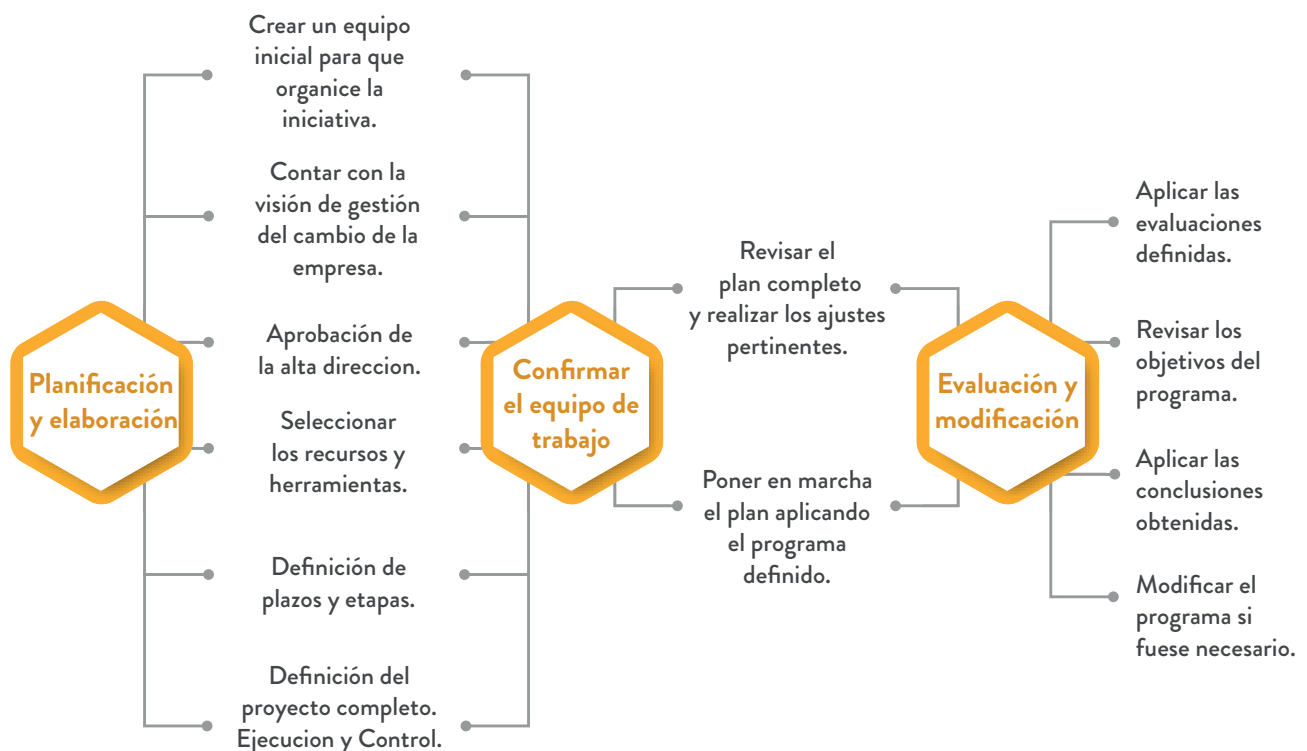 Planificación
y elaboración
Crear un equipo
inicial para que
organice la
iniciativa.
Contar con la
visión de gestión
del cambio de la
empresa.
Aprobación de
la alta direccion.
Seleccionar
los recursos y
herramientas.
Definición de
plazos y etapas.
Definición del
proyecto completo.
Ejecucion y Control.
Confirmar
el equipo de
trabajo
Revisar el
plan completo
y realizar los ajustes
pertinentes.
Poner en marcha
el plan aplicando
el programa
definido.
Evaluación y
modificación
Aplicar las
evaluaciones
definidas.
Revisar los
objetivos del
programa.
Aplicar las
conclusiones
obtenidas.
Modificar el
programa si
fuese necesario.